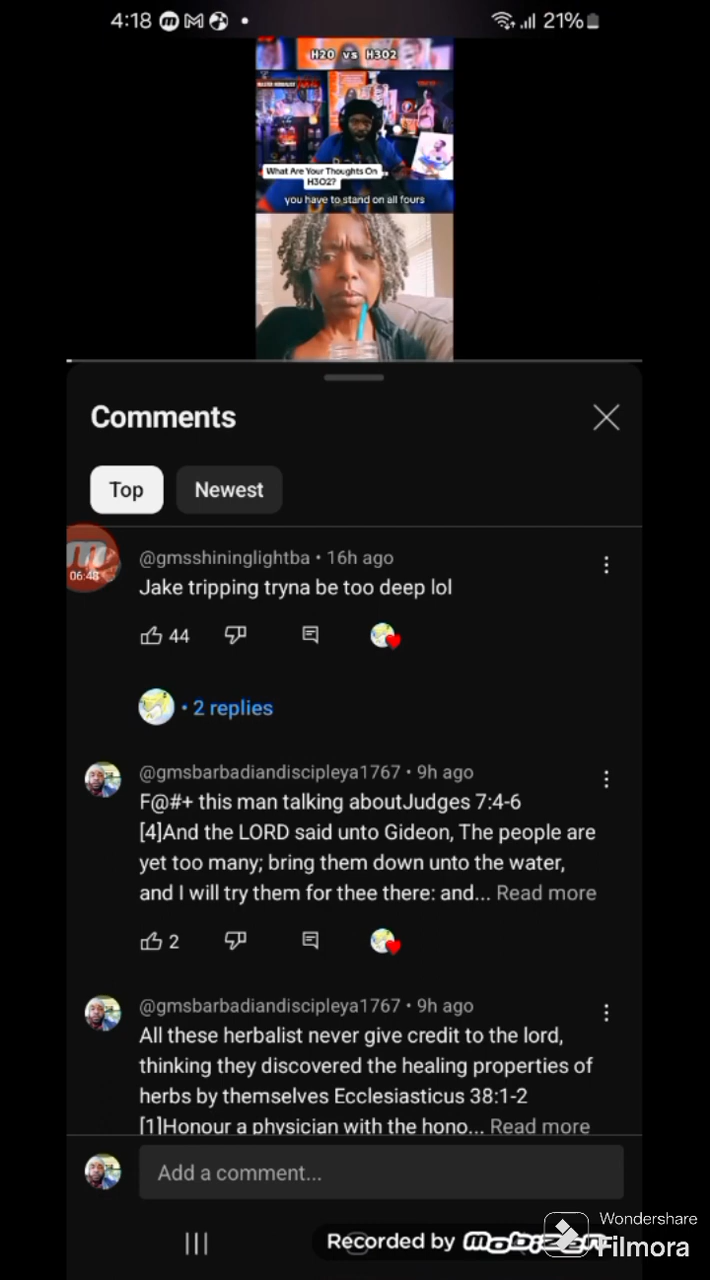 4:18
21%
H20 vs H302
What Are Your Thoughts On
H3O2?
you have to stand on all fours
Comments
Top
Newest
@gmsshininglightba • 16h ago
06:48
Jake tripping tryna be too deep lol
44
• 2 replies
@gmsbarbadiandiscipleya1767 • 9h ago
F@#+ this man talking aboutJudges 7:4-6
[4]And the LORD said unto Gideon, The people are
yet too many; bring them down unto the water,
and I will try them for thee there: and... Read more
2
@gmsbarbadiandiscipleya1767 • 9h ago
All these herbalist never give credit to the lord,
thinking they discovered the healing properties of
herbs by themselves Ecclesiasticus 38:1-2
[1]Honour a physician with the hono... Read more
Add a comment...
Recorded by mobizen
Wondershare
Filmora